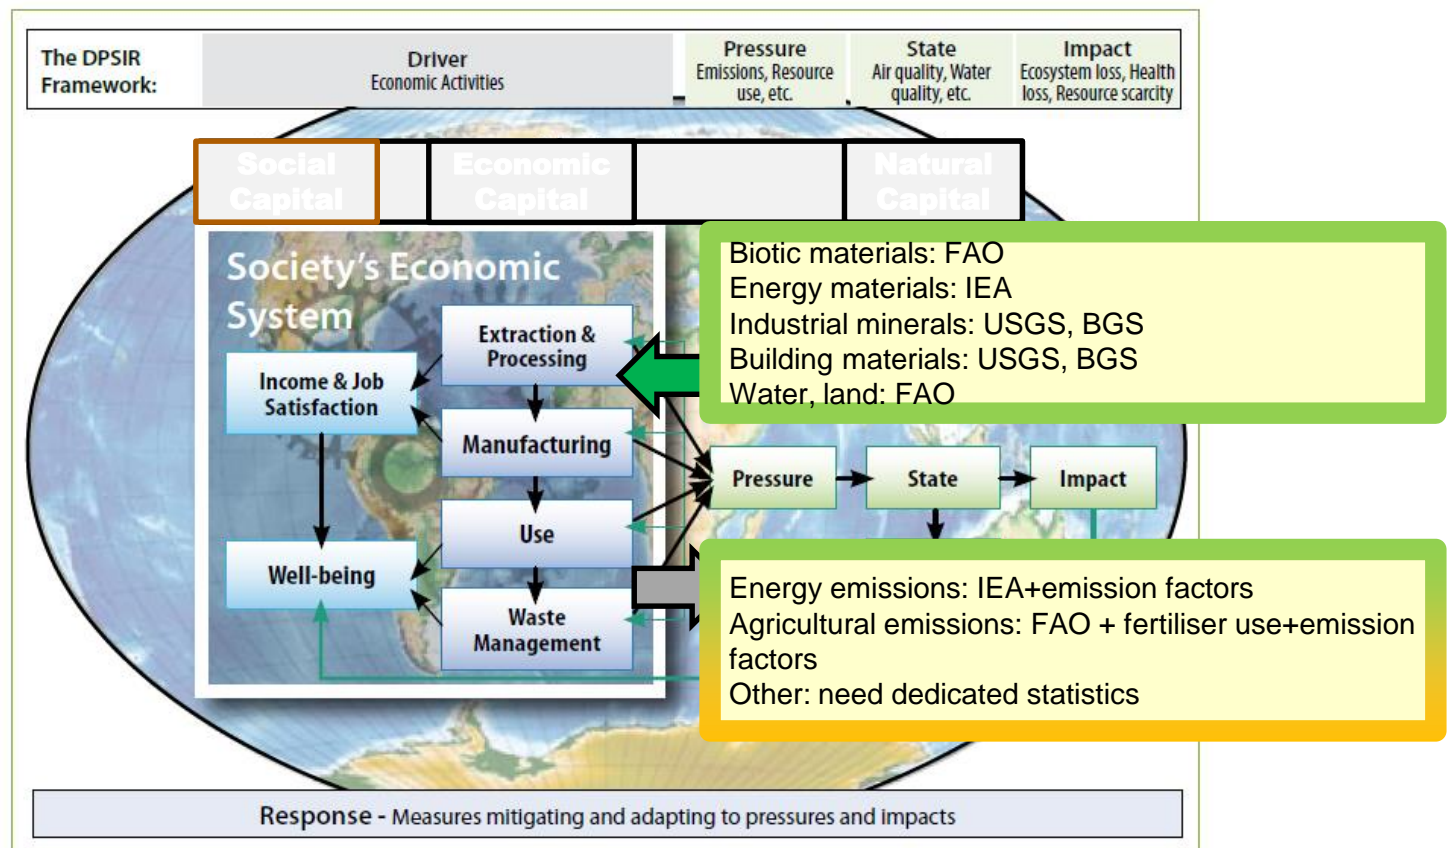 The DPSIR
Framework:
Driver
Economic Activities
Pressure
Emissions, Resource
use, etc.
State
Air quality, Water
quality, etc.
Impact
Ecosystem loss, Health
loss, Resource scarcity
Social
Capital
Economic
Capital
Natural
Capital
Society's Economic
System
Extraction &
Processing
Income & Job
Satisfaction
Manufacturing
Use
Well-being
Waste
Management
Biotic materials: FAO
Energy materials: IEA
Industrial minerals: USGS, BGS
Building materials: USGS, BGS
Water, land: FAO
Pressure
State
Impact
Energy emissions: IEA+emission factors
Agricultural emissions: FAO + fertiliser use+emission
factors
Other: need dedicated statistics
Response - Measures mitigating and adapting to pressures and impacts